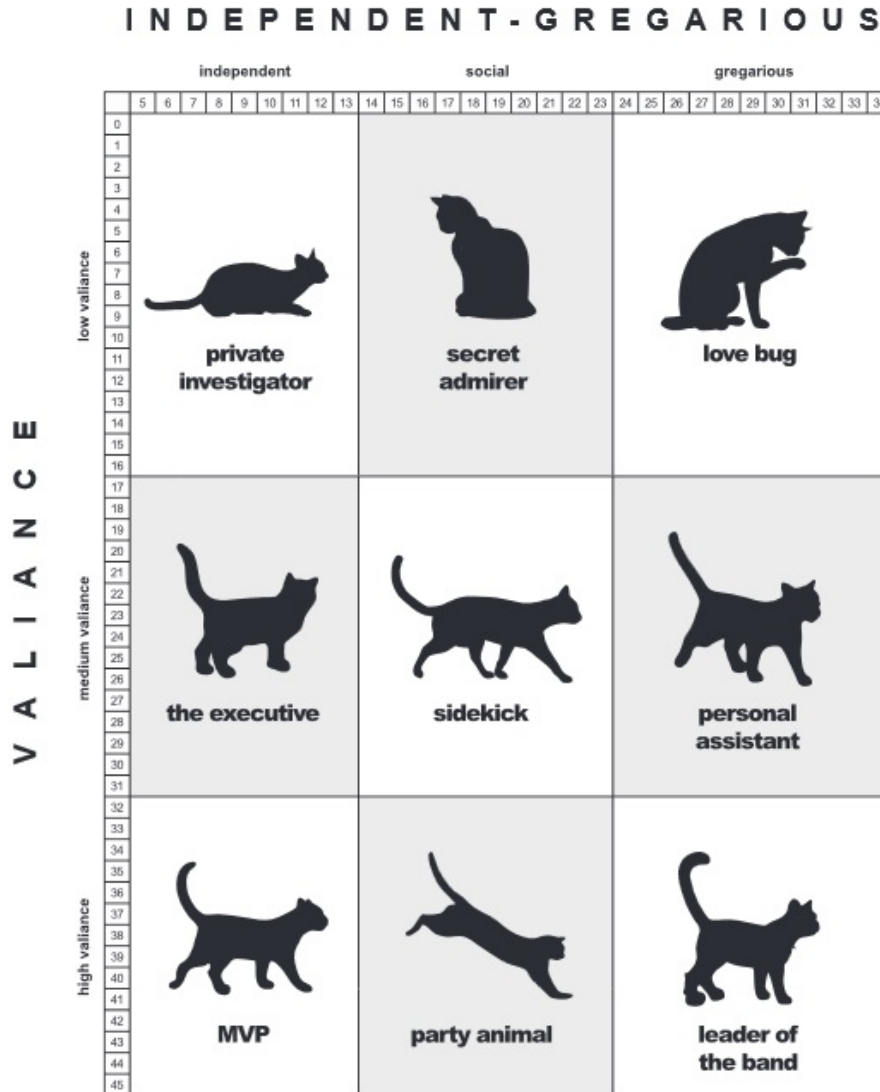 INDEPENDENT-GREGARIOUS
independent social gregarious
5 6 7 8 9 10 11 12 13 14 15 16 17 18 19 20 21 22 23 24 25 26 27 28 29 30 31 32 33
VALIANCE
low valiance
0
1
2
3
4
5
6
7
8
9
10
11
12
13
14
15
16
private
investigator
secret
admirer
love bug
medium valiance
17
18
19
20
21
22
23
24
25
26
27
28
29
30
31
the executive
sidekick
personal
assistant
high valiance
32
33
34
35
36
37
38
39
40
41
42
43
44
45
MVP
party animal
leader of
the band